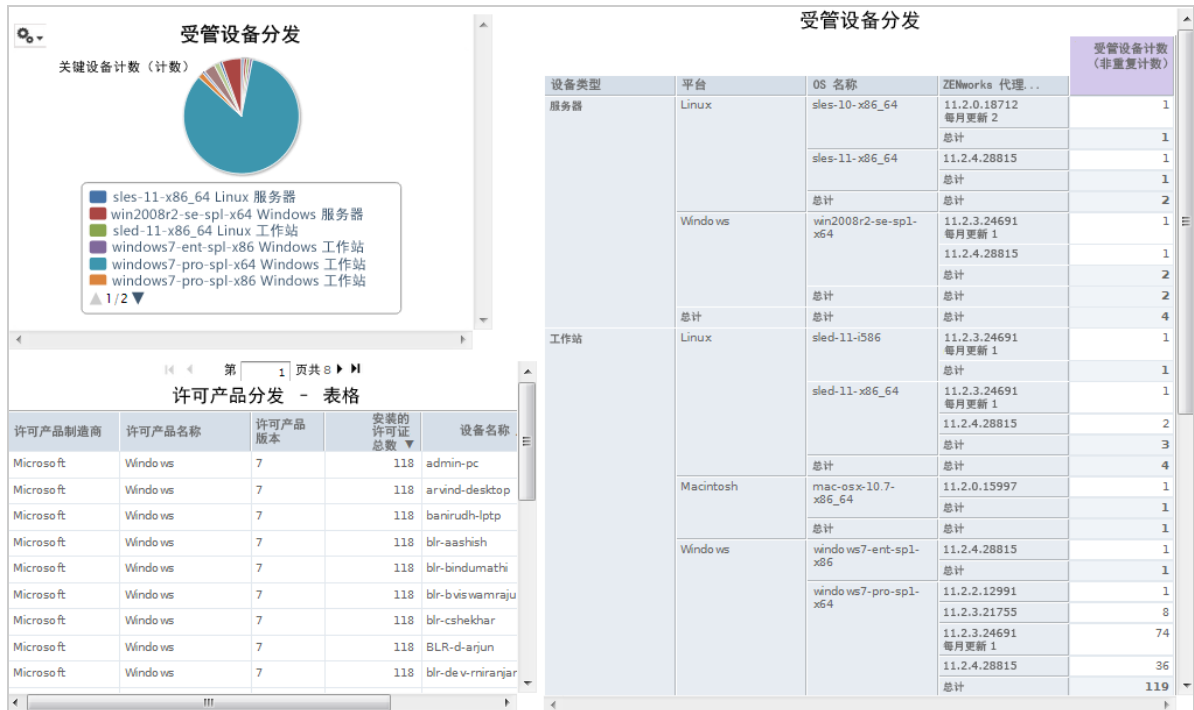 受管设备分发
关键设备计数（计数）
sles-11-x86_64 Linux 服务器
win2008r2-se-spl-x64 Windows 服务器
sled-11-x86_64 Linux 工作站
windows7-ent-spl-x86 Windows 工作站
windows7-pro-spl-x64 Windows 工作站
windows7-pro-spl-x86 Windows 工作站
1/2
第 1 页共 8
许可产品分发 - 表格
许可产品制造商 许可产品名称 许可产品版本 安装的许可证总数 ▼ 设备名称
Microsoft Windows 7 118 admin-pc
Microsoft Windows 7 118 arvind-desktop
Microsoft Windows 7 118 banirudh-lptp
Microsoft Windows 7 118 blr-aashish
Microsoft Windows 7 118 blr-bindumathi
Microsoft Windows 7 118 blr-bviswamraju
Microsoft Windows 7 118 blr-cshekhar
Microsoft Windows 7 118 BLR-d-arjun
Microsoft Windows 7 118 blr-dev-rniranjan
受管设备分发
受管设备计数
（非重复计数）
设备类型 平台 OS 名称 ZENworks 代理...
服务器 Linux sles-10-x86_64 11.2.0.18712 1
每月更新 2
总计 1
sles-11-x86_64 11.2.4.28815 1
总计 1
总计 总计 2
Windows win2008r2-se-spl- 11.2.3.24691 1
x64 每月更新 1
11.2.4.28815 1
总计 2
总计 总计 2
总计 总计 总计 4
工作站 Linux sled-11-i586 11.2.3.24691 1
每月更新 1
总计 1
sled-11-x86_64 11.2.3.24691 1
每月更新 1
11.2.4.28815 2
总计 3
总计 总计 4
Macintosh mac-osx-10.7- 11.2.0.15997 1
x86_64
总计 1
总计 总计 1
Windows windows7-ent-spl- 11.2.4.28815 1
x86
总计 1
windows7-pro-spl- 11.2.2.12991 1
x64
11.2.3.21755 8
11.2.3.24691 74
每月更新 1
11.2.4.28815 36
总计 119